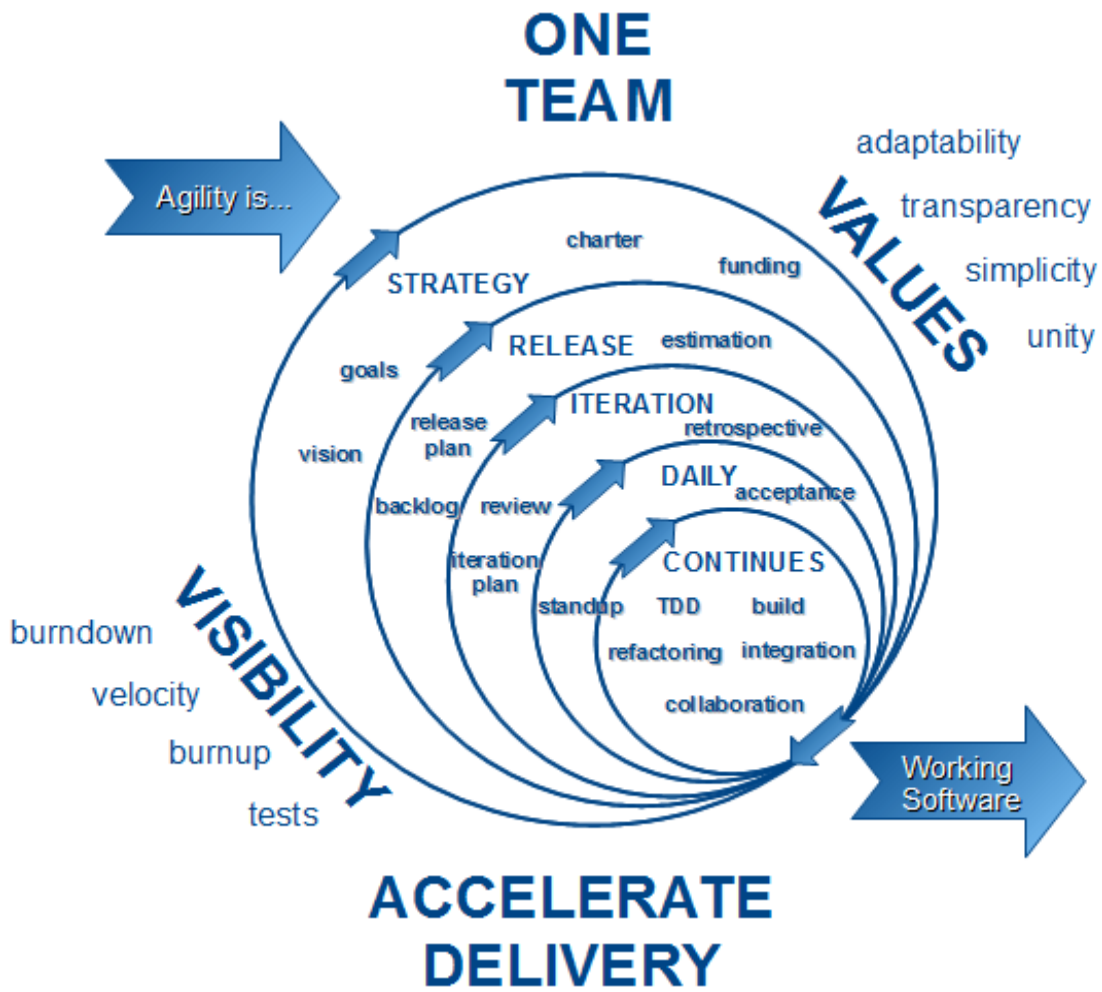 ONE
TEAM
adaptability
Agility is...
VALUES
transparency
charter
funding
simplicity
STRATEGY
unity
RELEASE
estimation
goals
ITERATION
release
plan
retrospective
vision
DAILY
acceptance
backlog
review
iteration
plan
CONTINUES
standup
TDD
build
refactoring
integration
collaboration
VISIBILITY
burndown
velocity
burnup
tests
Working
Software
ACCELERATE
DELIVERY